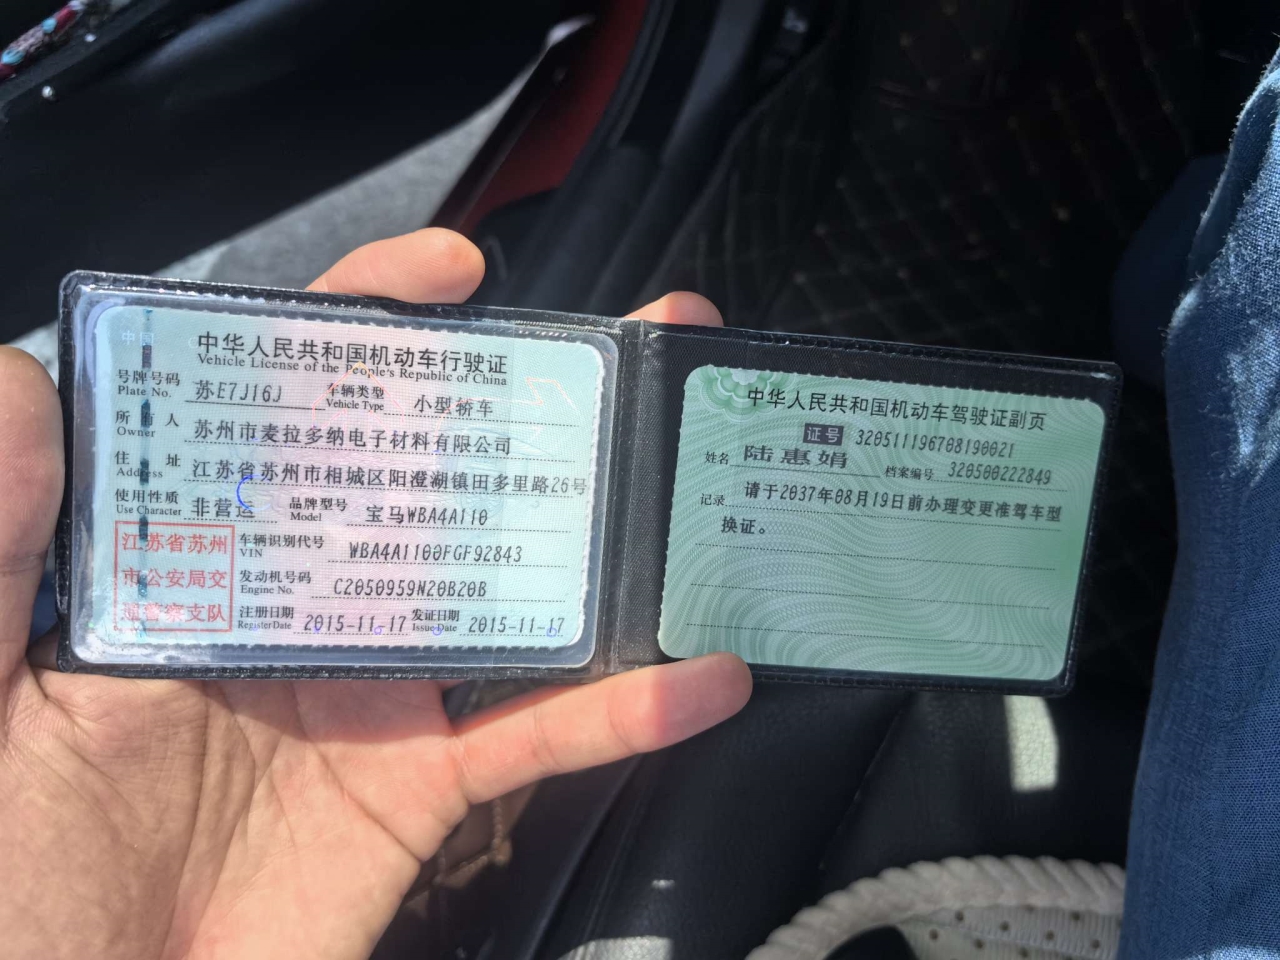 中国
中华人民共和国机动车行驶证
Vehicle License of the People's Republic of China
号牌号码 苏E7J16J 车辆类型 小型轿车
Plate No. Vehicle Type
所有人 苏州市麦拉多纳电子材料有限公司
Owner
住址 江苏省苏州市相城区阳澄湖镇田多里路26号
Address
使用性质 非营运 品牌型号 宝马WBA4A110
Use Character Model
江苏省苏州
市公安局交
通警察支队
车辆识别代号 WBA4A1100FGF92843
VIN
发动机号码 C2050959N20B20B
Engine No.
注册日期 2015-11-17 发证日期 2015-11-17
Register Date Issue Date
中华人民共和国机动车驾驶证副页
证号 320511196708190021
姓名 陆惠娟 档案编号 320500222849
记录 请于2037年08月19日前办理变更准驾车型
换证。